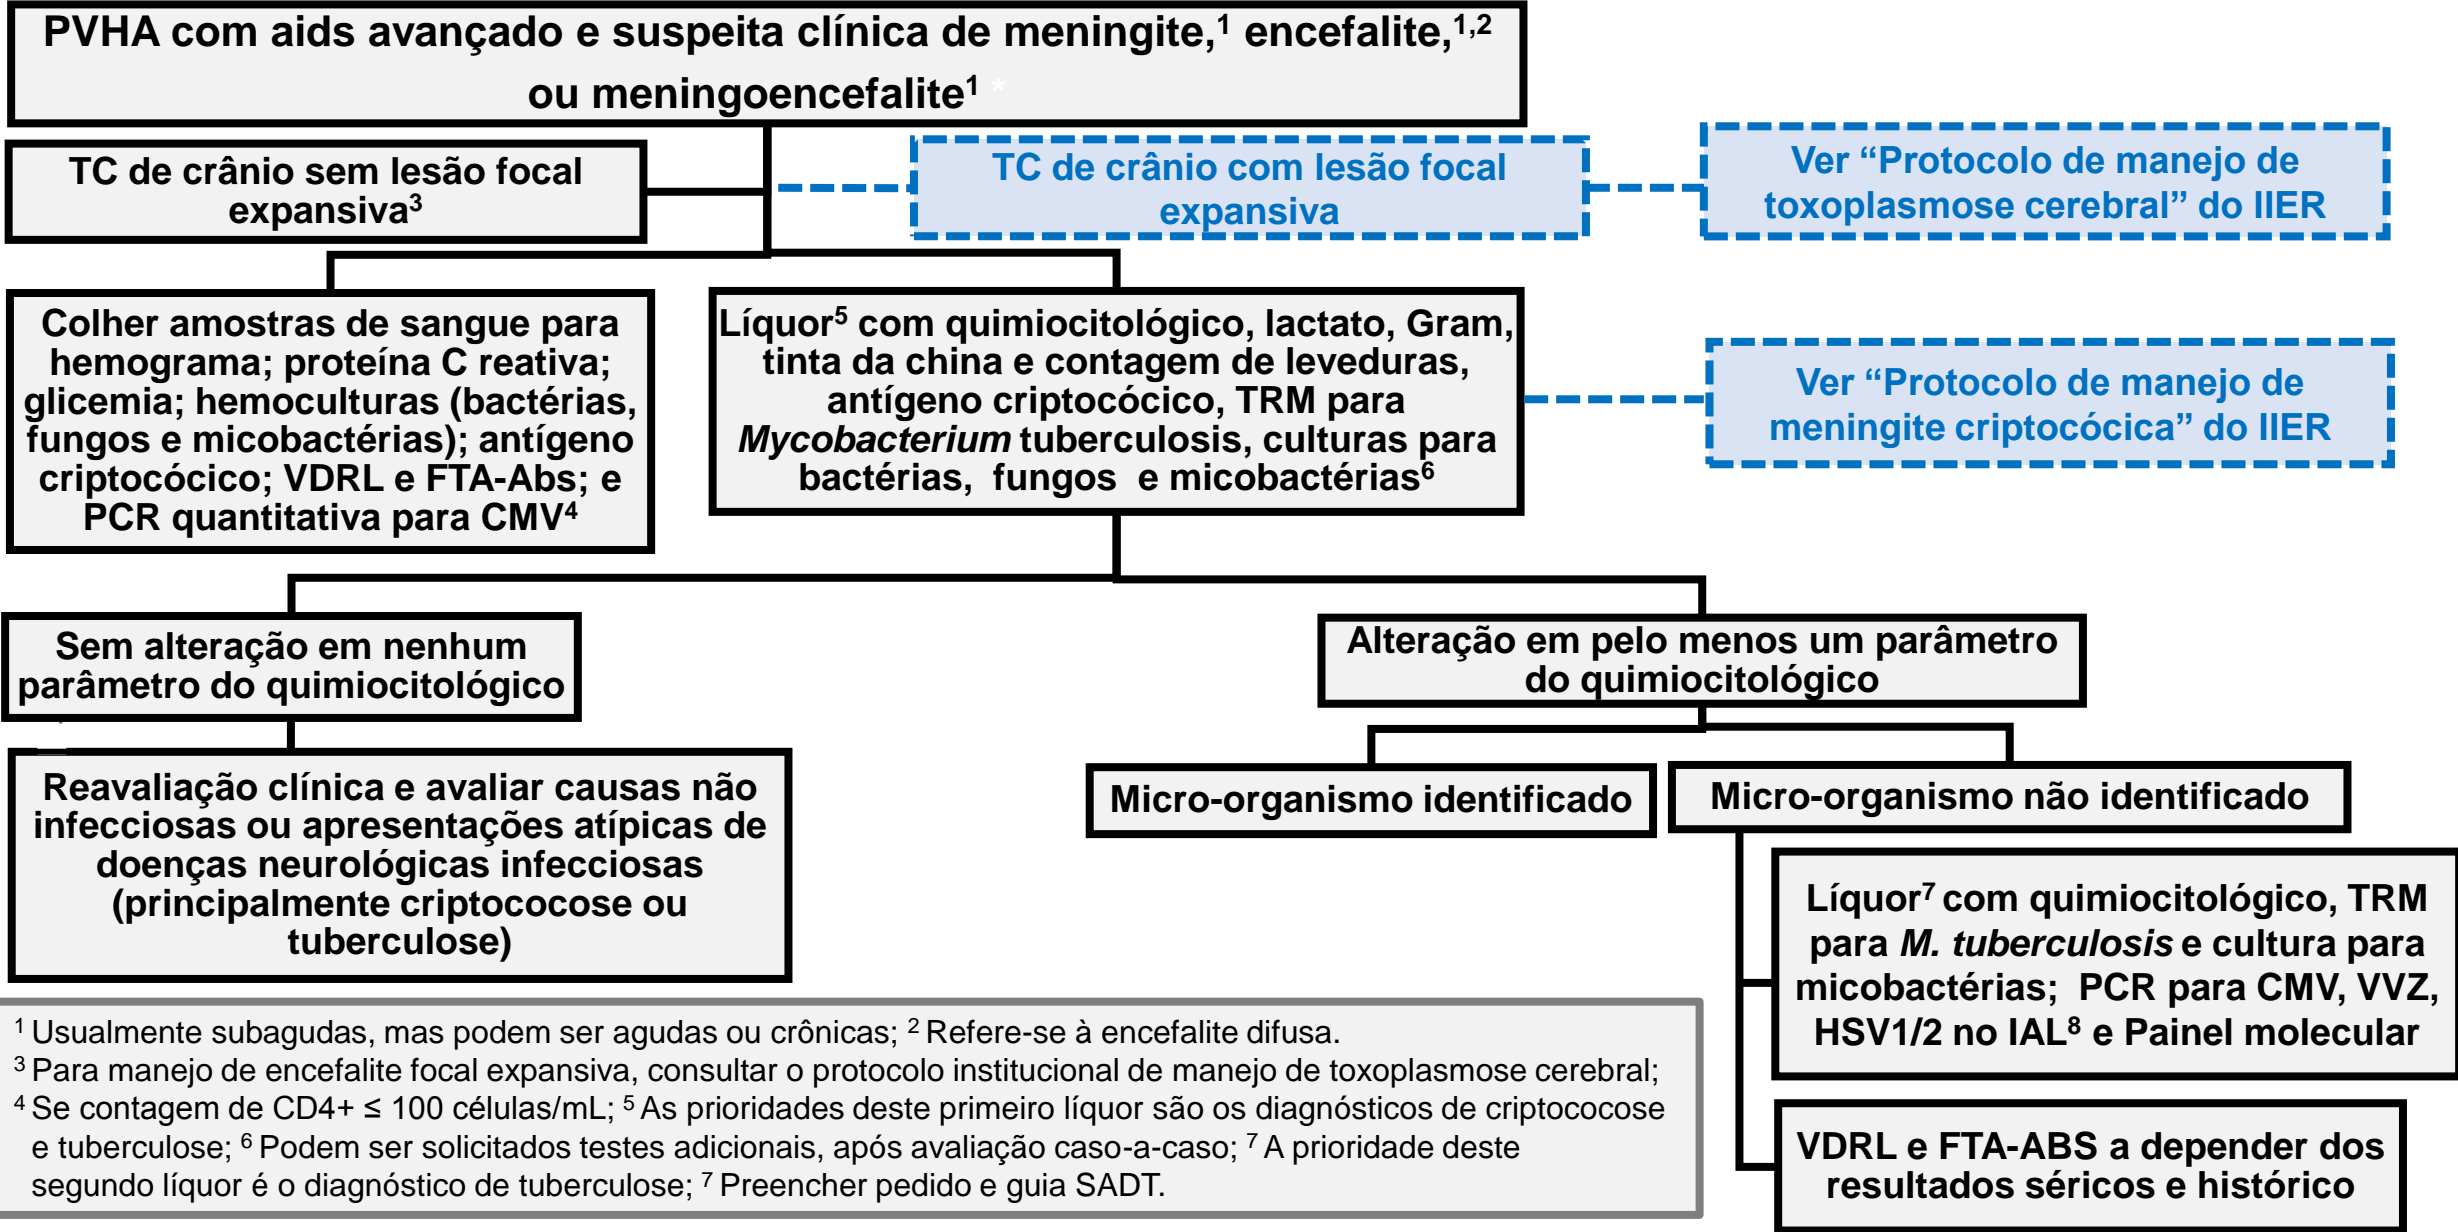 PVHA com aids avançado e suspeita clínica de meningite,¹ encefalite,¹,²
ou meningoencefalite¹ *
TC de crânio sem lesão focal
expansiva³
TC de crânio com lesão focal
expansiva
Ver “Protocolo de manejo de
toxoplasmose cerebral” do IIER
Colher amostras de sangue para
hemograma; proteína C reativa;
glicemia; hemoculturas (bactérias,
fungos e micobactérias); antígeno
criptocócico; VDRL e FTA-Abs; e
PCR quantitativa para CMV⁴
Líquor⁵ com quimiocitológico, lactato, Gram,
tinta da china e contagem de leveduras,
antígeno criptocócico, TRM para
Mycobacterium tuberculosis, culturas para
bactérias, fungos e micobactérias⁶
Ver “Protocolo de manejo de
meningite criptocócica” do IIER
Sem alteração em nenhum
parâmetro do quimiocitológico
Alteração em pelo menos um parâmetro
do quimiocitológico
Reavaliação clínica e avaliar causas não
infecciosas ou apresentações atípicas de
doenças neurológicas infecciosas
(principalmente criptococose ou
tuberculose)
Micro-organismo identificado
Micro-organismo não identificado
Líquor⁷ com quimiocitológico, TRM
para M. tuberculosis e cultura para
micobactérias; PCR para CMV, VVZ,
HSV1/2 no IAL⁸ e Painel molecular
VDRL e FTA-ABS a depender dos
resultados séricos e histórico
¹ Usualmente subagudas, mas podem ser agudas ou crônicas; ² Refere-se à encefalite difusa.
³ Para manejo de encefalite focal expansiva, consultar o protocolo institucional de manejo de toxoplasmose cerebral;
⁴ Se contagem de CD4+ ≤ 100 células/mL; ⁵ As prioridades deste primeiro líquor são os diagnósticos de criptococose
e tuberculose; ⁶ Podem ser solicitados testes adicionais, após avaliação caso-a-caso; ⁷ A prioridade deste
segundo líquor é o diagnóstico de tuberculose; ⁷ Preencher pedido e guia SADT.